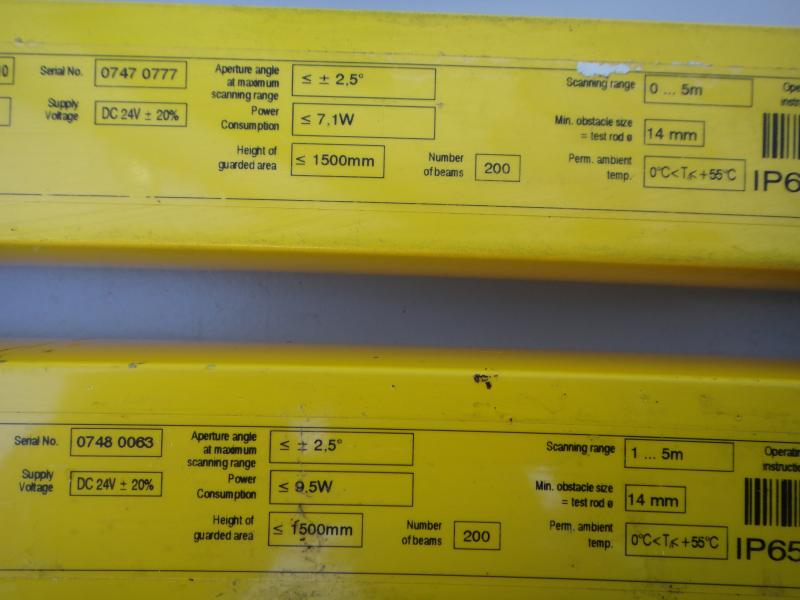 Serial No. 0747 0777
Supply Voltage DC 24V ± 20%
Aperture angle
at maximum
scanning range
≤ ± 2,5°
Power
Consumption
≤ 7,1W
Height of
guarded area
≤ 1500mm
Number
of beams
200
Scanning range 0 ... 5m
Min. obstacle size
= test rod ø
14 mm
Perm. ambient
temp.
0°C<T≤+55°C
Serial No. 0748 0063
Supply
Voltage
DC 24V ± 20%
Aperture angle
at maximum
scanning range
≤ ± 2,5°
Power
Consumption
≤ 9,5W
Height of
guarded area
≤ 1500mm
Number
of beams
200
Scanning range 1 ... 5m
Min. obstacle size
= test rod ø
14 mm
Perm. ambient
temp.
0°C<T≤+55°C
IP65